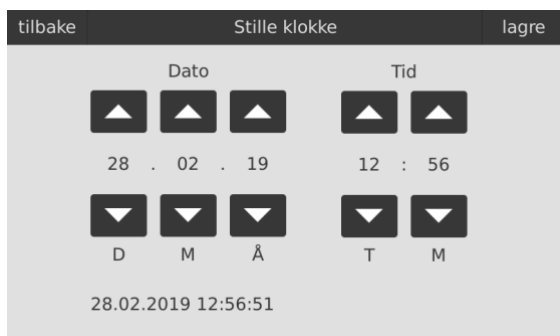 tilbake Stille klokke lagre
Dato Tid
28 . 02 . 19 12 : 56
D M Å T M
28.02.2019 12:56:51